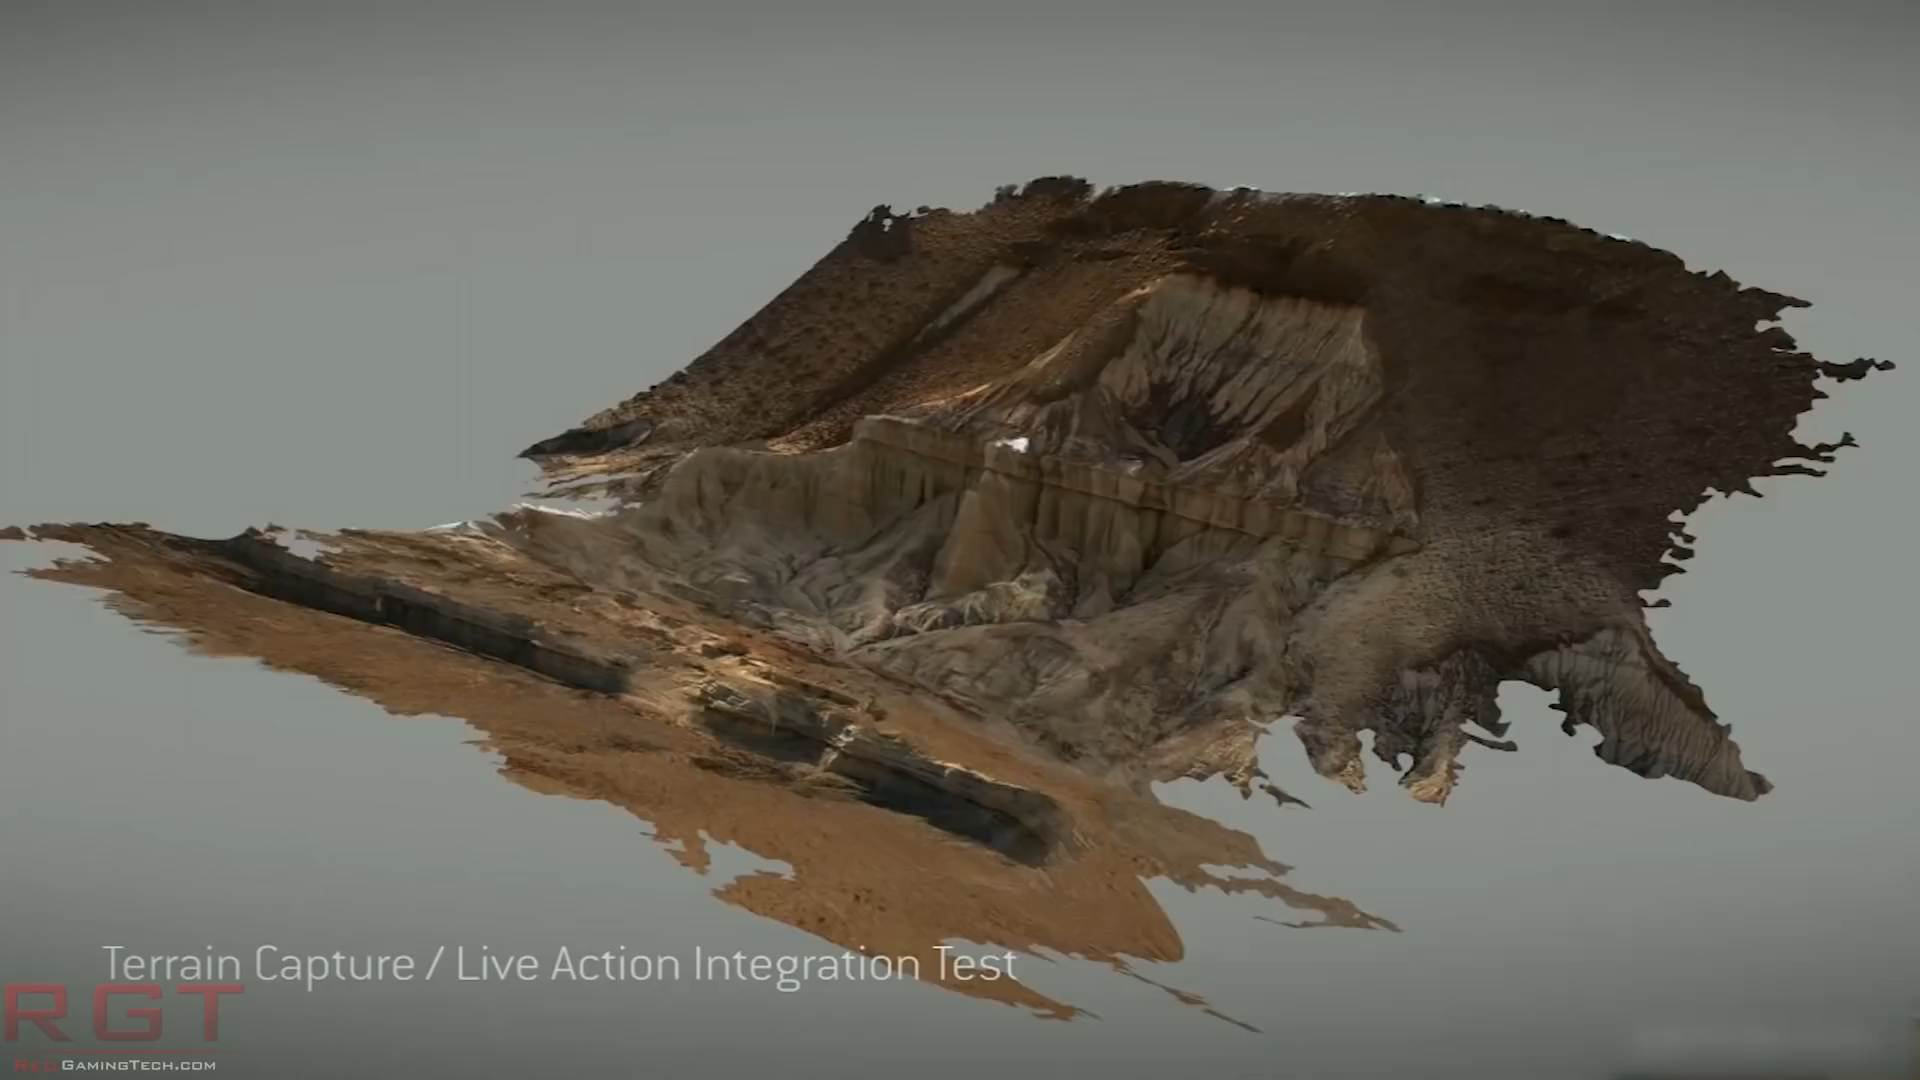 Terrain Capture / Live Action Integration Test
RGT
REDGAMINGTECH.COM